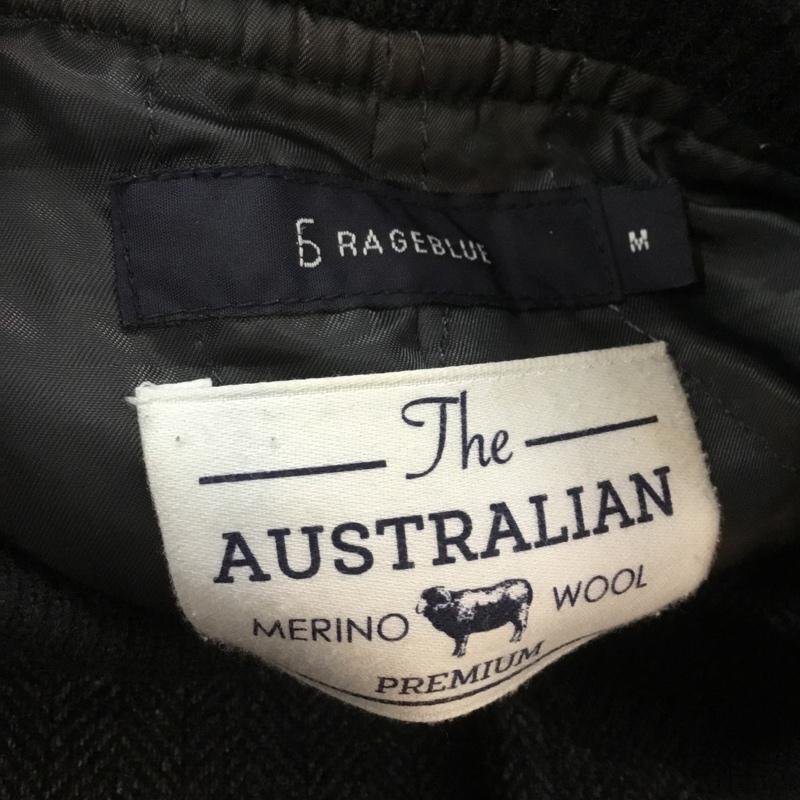 RAGEBLUE M
The
AUSTRALIAN
MERINO WOOL
PREMIUM